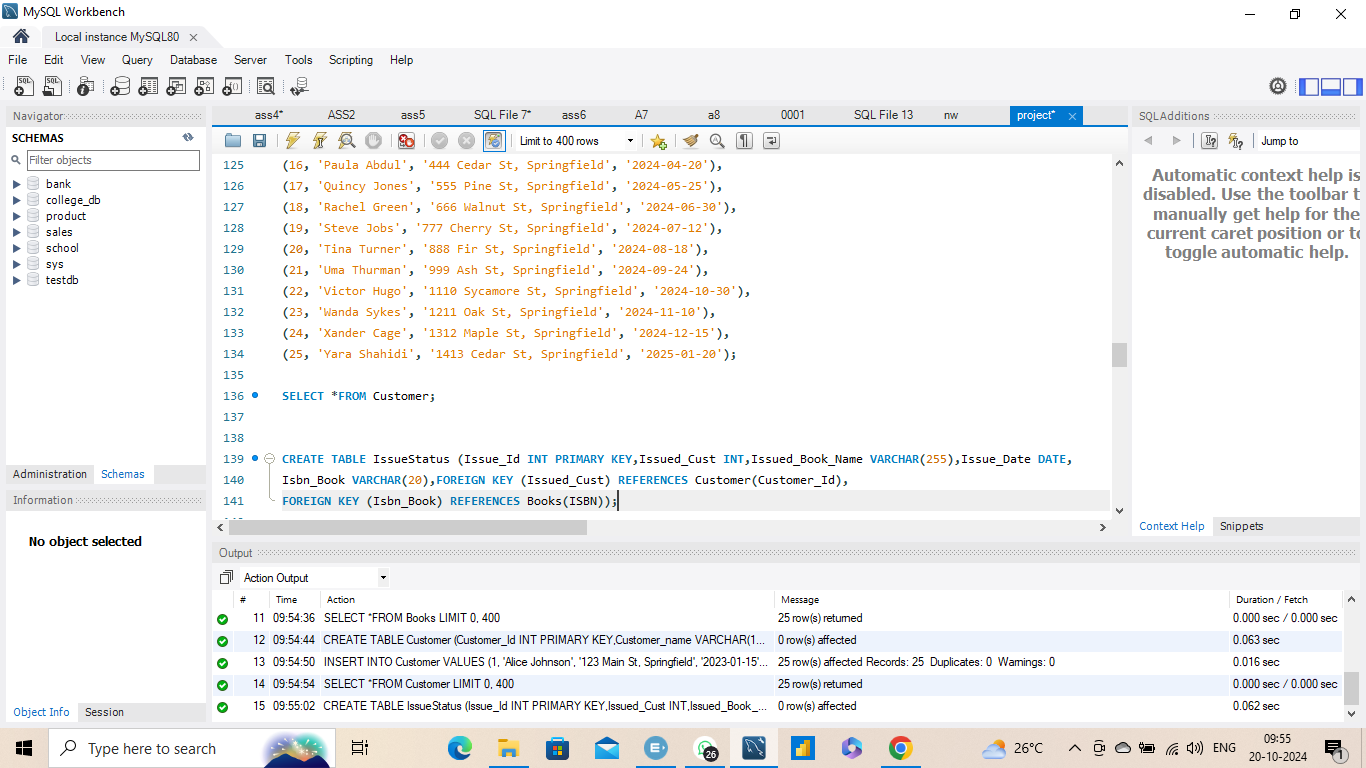 MySQL Workbench
Local instance MySQL80
File Edit View Query Database Server Tools Scripting Help
Navigator
SCHEMAS
Filter objects
bank
college_db
product
sales
school
sys
testdb
Administration Schemas
Information
No object selected
Object Info Session
ass4* ASS2 ass5 SQL File 7* ass6 A7 a8 0001 SQL File 13 nw project*
Limit to 400 rows
125 (16, 'Paula Abdul', '444 Cedar St, Springfield', '2024-04-20'),
126 (17, 'Quincy Jones', '555 Pine St, Springfield', '2024-05-25'),
127 (18, 'Rachel Green', '666 Walnut St, Springfield', '2024-06-30'),
128 (19, 'Steve Jobs', '777 Cherry St, Springfield', '2024-07-12'),
129 (20, 'Tina Turner', '888 Fir St, Springfield', '2024-08-18'),
130 (21, 'Uma Thurman', '999 Ash St, Springfield', '2024-09-24'),
131 (22, 'Victor Hugo', '1110 Sycamore St, Springfield', '2024-10-30'),
132 (23, 'Wanda Sykes', '1211 Oak St, Springfield', '2024-11-10'),
133 (24, 'Xander Cage', '1312 Maple St, Springfield', '2024-12-15'),
134 (25, 'Yara Shahidi', '1413 Cedar St, Springfield', '2025-01-20');
135
136 SELECT *FROM Customer;
137
138
139 CREATE TABLE IssueStatus (Issue_Id INT PRIMARY KEY,Issued_Cust INT,Issued_Book_Name VARCHAR(255),Issue_Date DATE,
140 Isbn_Book VARCHAR(20),FOREIGN KEY (Issued_Cust) REFERENCES Customer(Customer_Id),
141 FOREIGN KEY (Isbn_Book) REFERENCES Books(ISBN));
SQLAdditions
Jump to
Automatic context help is
disabled. Use the toolbar t
manually get help for the
current caret position or to
toggle automatic help.
Context Help Snippets
Output
Action Output
# Time Action Message Duration / Fetch
11 09:54:36 SELECT *FROM Books LIMIT 0, 400 25 row(s) returned 0.000 sec / 0.000 sec
12 09:54:44 CREATE TABLE Customer (Customer_Id INT PRIMARY KEY,Customer_name VARCHAR(1... 0 row(s) affected 0.063 sec
13 09:54:50 INSERT INTO Customer VALUES (1, 'Alice Johnson', '123 Main St, Springfield', '2023-01-15'... 25 row(s) affected Records: 25 Duplicates: 0 Warnings: 0 0.016 sec
14 09:54:54 SELECT *FROM Customer LIMIT 0, 400 25 row(s) returned 0.000 sec / 0.000 sec
15 09:55:02 CREATE TABLE IssueStatus (Issue_Id INT PRIMARY KEY,Issued_Cust INT,Issued_Book_... 0 row(s) affected 0.062 sec
Type here to search
26
26°C
ENG
09:55
20-10-2024
1